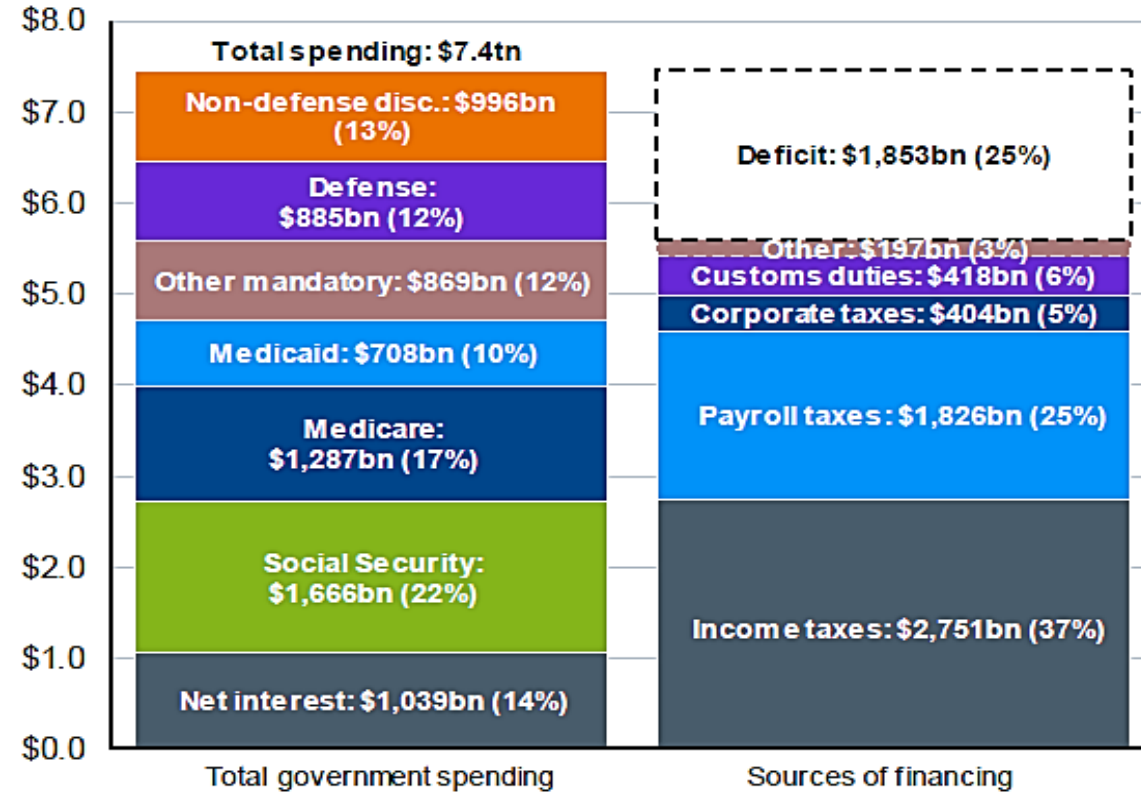 $8.0
$7.0
$6.0
$5.0
$4.0
$3.0
$2.0
$1.0
$0.0
Total spending: $7.4tn
Non-defense disc.: $996bn
(13%)
Defense:
$885bn (12%)
Other mandatory: $869bn (12%)
Medicaid: $708bn (10%)
Medicare:
$1,287bn (17%)
Social Security:
$1,666bn (22%)
Net interest: $1,039bn (14%)
Total government spending
Deficit: $1,853bn (25%)
Other: $197bn (3%)
Customs duties: $418bn (6%)
Corporate taxes: $404bn (5%)
Payroll taxes: $1,826bn (25%)
Income taxes: $2,751bn (37%)
Sources of financing